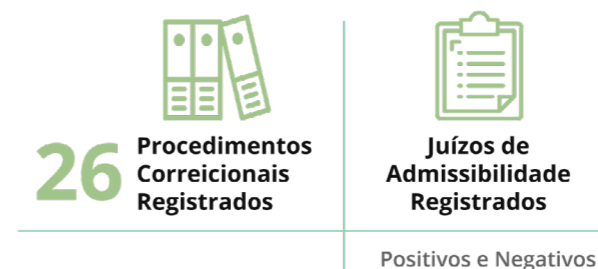 26
Procedimentos
Correicionais
Registrados
Juízos de
Admissibilidade
Registrados
Positivos e Negativos